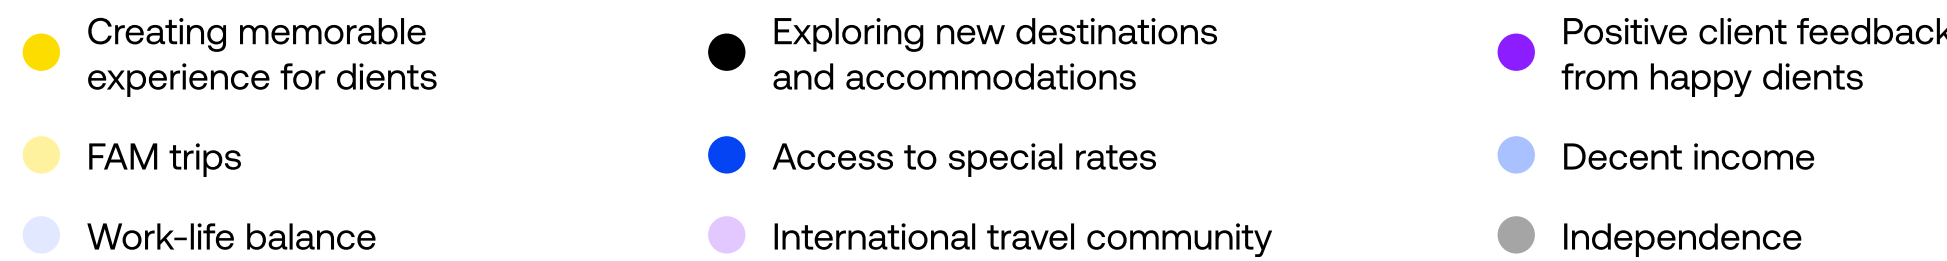 Creating memorable
experience for dients
FAM trips
Work-life balance
Exploring new destinations
and accommodations
Access to special rates
International travel community
Positive client feedback
from happy dients
Decent income
Independence